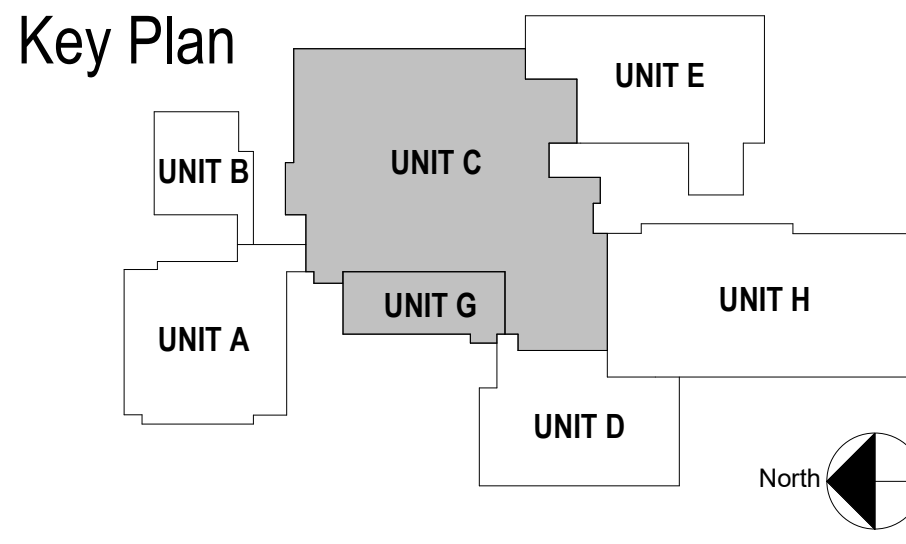 Key Plan
UNIT E
UNIT C
UNIT B
UNIT G
UNIT H
UNIT A
UNIT D
North